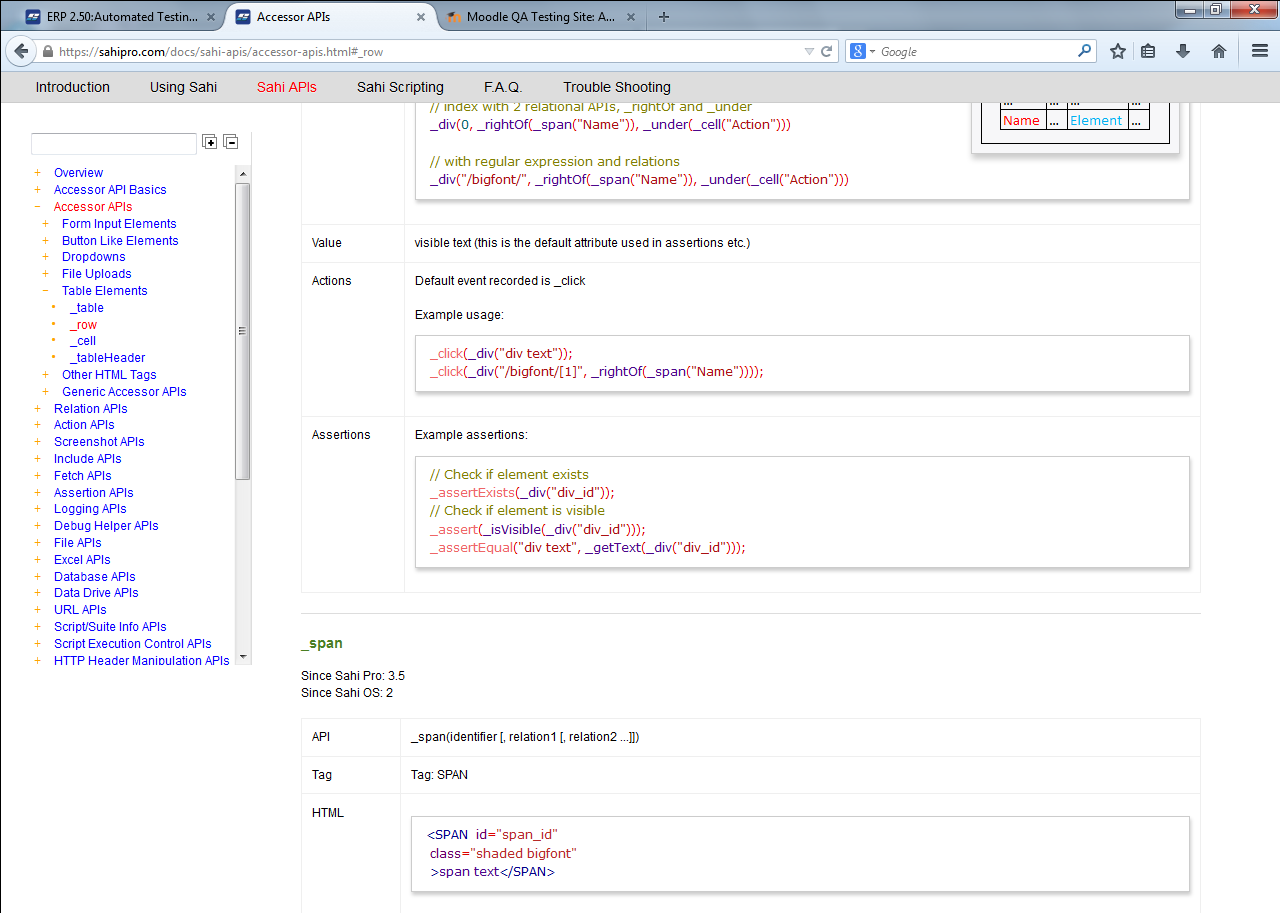 ERP 2.50:Automated Testin...
Accessor APIs
Moodle QA Testing Site: A...
https://sahipro.com/docs/sahi-apis/accessor-apis.html#_row
Google
Introduction
Using Sahi
Sahi APIs
Sahi Scripting
F.A.Q.
Trouble Shooting
Overview
Accessor API Basics
Accessor APIs
Form Input Elements
Button Like Elements
Dropdowns
File Uploads
Table Elements
_table
_row
_cell
_tableHeader
Other HTML Tags
Generic Accessor APIs
Relation APIs
Action APIs
Screenshot APIs
Include APIs
Fetch APIs
Assertion APIs
Logging APIs
Debug Helper APIs
File APIs
Excel APIs
Database APIs
Data Drive APIs
URL APIs
Script/Suite Info APIs
Script Execution Control APIs
HTTP Header Manipulation APIs
// index with 2 relational APIs, _rightOf and _under
_div(0, _rightOf(_span("Name")), _under(_cell("Action")))
// with regular expression and relations
_div("/bigfont/", _rightOf(_span("Name")), _under(_cell("Action")))
... ... ... ...
Name ... Element ...
Value
visible text (this is the default attribute used in assertions etc.)
Actions
Default event recorded is _click
Example usage:
_click(_div("div text"));
_click(_div("/bigfont/[1]", _rightOf(_span("Name"))));
Assertions
Example assertions:
// Check if element exists
_assertExists(_div("div_id"));
// Check if element is visible
_assert(_isVisible(_div("div_id")));
_assertEqual("div text", _getText(_div("div_id")));
_span
Since Sahi Pro: 3.5
Since Sahi OS: 2
API
_span(identifier [, relation1 [, relation2 ...]])
Tag
Tag: SPAN
HTML
<SPAN id="span_id"
class="shaded bigfont"
>span text</SPAN>